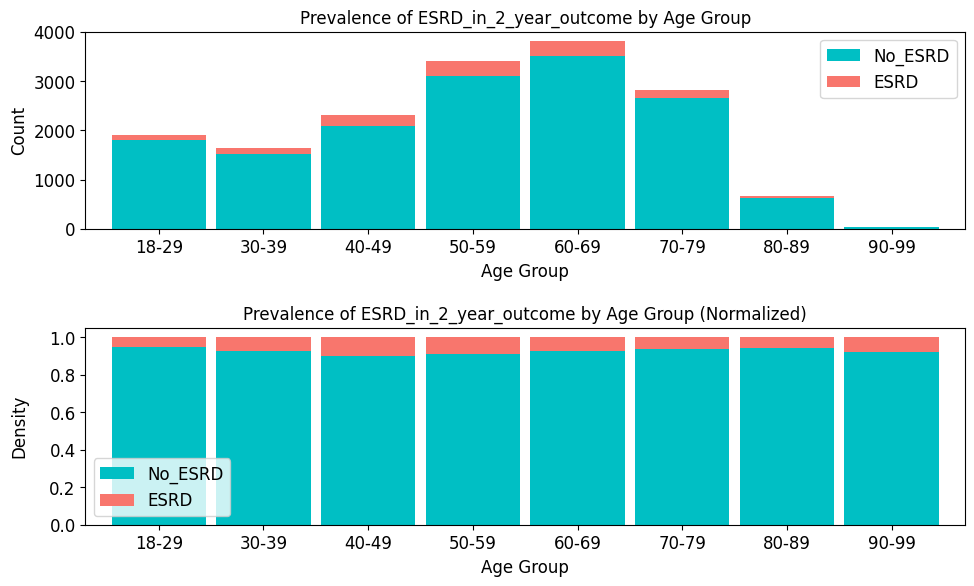 Prevalence of ESRD_in_2_year_outcome by Age Group
Count
4000
3000
2000
1000
0
No_ESRD
ESRD
18-29 30-39 40-49 50-59 60-69 70-79 80-89 90-99
Age Group
Prevalence of ESRD_in_2_year_outcome by Age Group (Normalized)
Density
1.0
0.8
0.6
0.4
0.2
0.0
No_ESRD
ESRD
18-29 30-39 40-49 50-59 60-69 70-79 80-89 90-99
Age Group